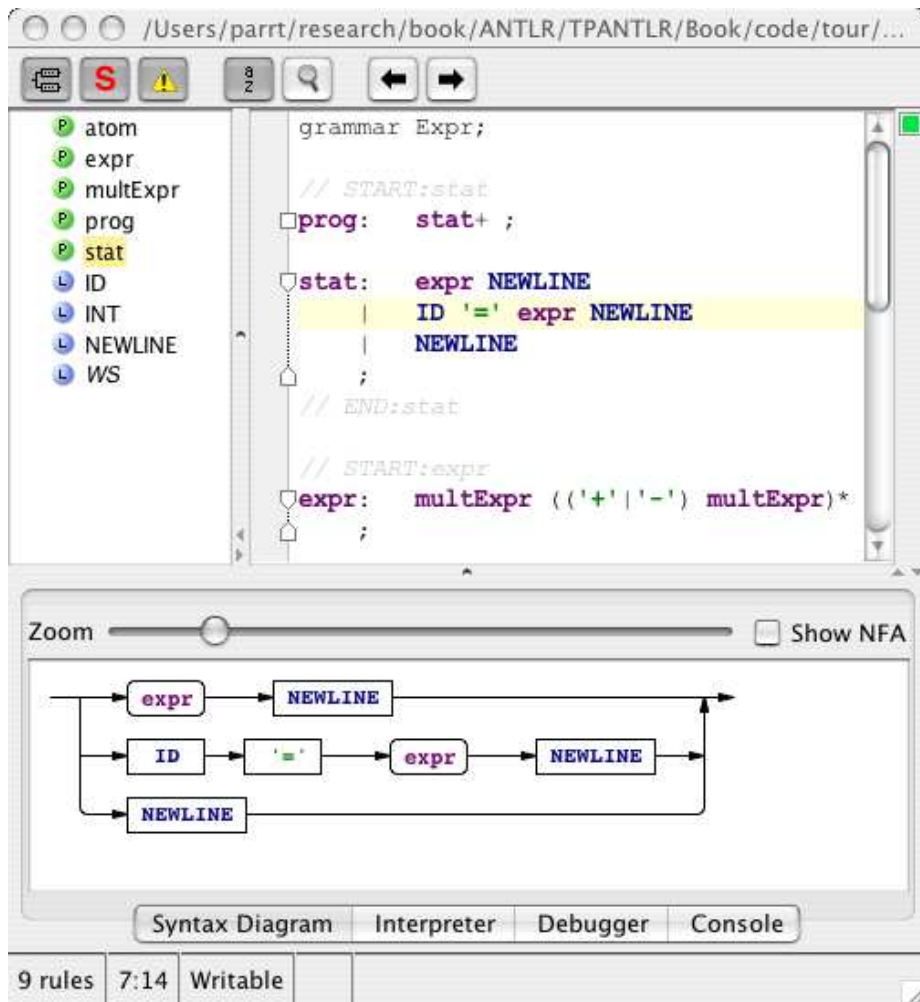 /Users/parrt/research/book/ANTLR/TPANTLR/Book/code/tour/...
S
a
z
atom
expr
multExpr
prog
stat
ID
INT
NEWLINE
WS
grammar Expr;
// START:stat
prog: stat+ ;
stat: expr NEWLINE
| ID '=' expr NEWLINE
| NEWLINE
;
// END:stat
// START:expr
expr: multExpr (('+'|'-') multExpr)*
;
Zoom
Show NFA
expr NEWLINE
ID '=' expr NEWLINE
NEWLINE
Syntax Diagram Interpreter Debugger Console
9 rules 7:14 Writable